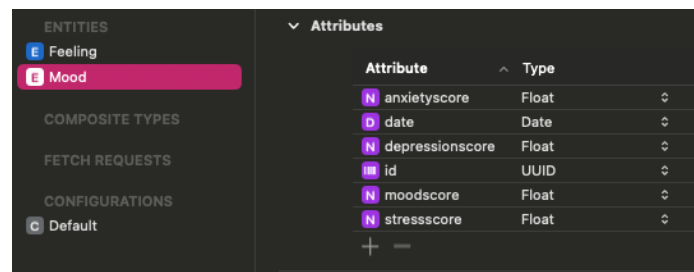 ENTITIES
E Feeling
E Mood
COMPOSITE TYPES
FETCH REQUESTS
CONFIGURATIONS
C Default
Attributes
Attribute Type
N anxietyscore Float
D date Date
N depressionscore Float
id UUID
N moodscore Float
N stressscore Float